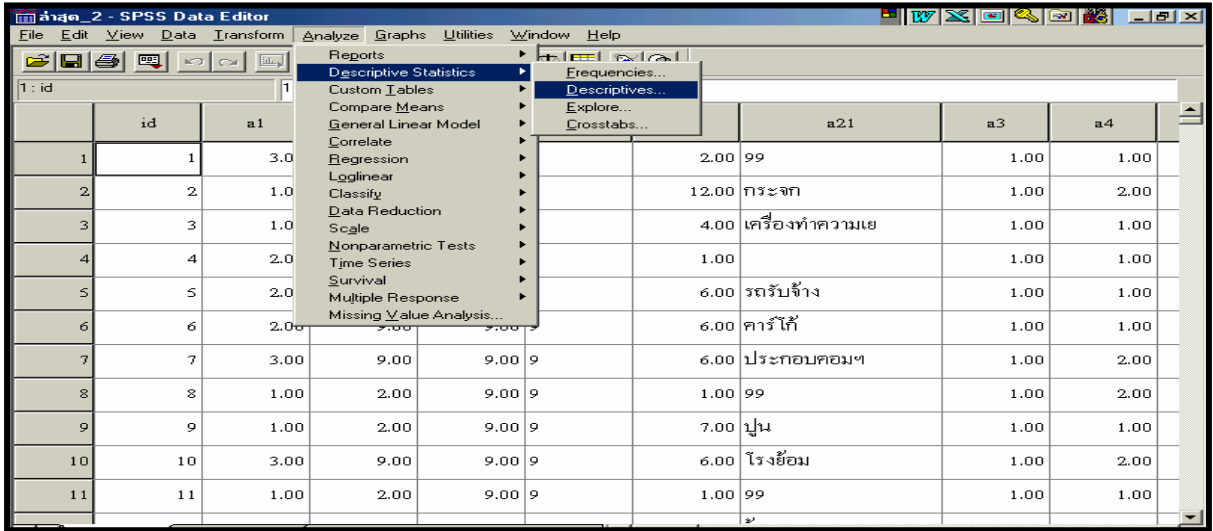 ล่าสุด_2 - SPSS Data Editor
File Edit View Data Transform Analyze Graphs Utilities Window Help
1 : id 1
Reports
Descriptive Statistics
Custom Tables
Compare Means
General Linear Model
Correlate
Regression
Loglinear
Classify
Data Reduction
Scale
Nonparametric Tests
Time Series
Survival
Multiple Response
Missing Value Analysis...
Frequencies...
Descriptives...
Explore...
Crosstabs...
id a1 a21 a3 a4
1 1 3.0 2.00 99 1.00 1.00
2 2 1.0 12.00 กระจก 1.00 2.00
3 3 1.0 4.00 เครื่องทำความเย 1.00 1.00
4 4 2.0 1.00 1.00 1.00
5 5 2.0 6.00 รถรับจ้าง 1.00 1.00
6 6 2.00 9.00 9.00 9 6.00 คาร์โก้ 1.00 1.00
7 7 3.00 9.00 9.00 9 6.00 ประกอบคอมฯ 1.00 2.00
8 8 1.00 2.00 9.00 9 1.00 99 1.00 2.00
9 9 1.00 2.00 9.00 9 7.00 ปูน 1.00 1.00
10 10 3.00 9.00 9.00 9 6.00 โรงย้อม 1.00 2.00
11 11 1.00 2.00 9.00 9 1.00 99 1.00 1.00